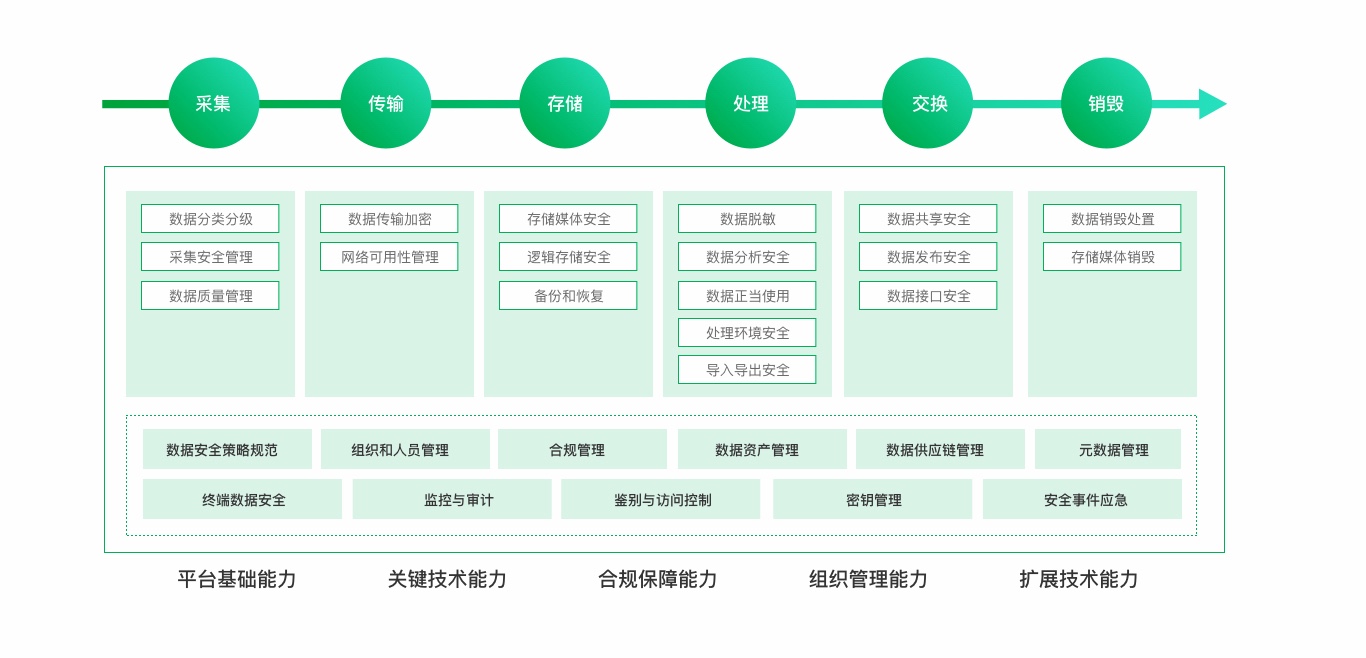 采集 传输 存储 处理 交换 销毁
数据分类分级 数据传输加密 存储媒体安全 数据脱敏 数据共享安全 数据销毁处置
采集安全管理 网络可用性管理 逻辑存储安全 数据分析安全 数据发布安全 存储媒体销毁
数据质量管理 备份和恢复 数据正当使用 数据接口安全
处理环境安全
导入导出安全
数据安全策略规范 组织和人员管理 合规管理 数据资产管理 数据供应链管理 元数据管理
终端数据安全 监控与审计 鉴别与访问控制 密钥管理 安全事件应急
平台基础能力 关键技术能力 合规保障能力 组织管理能力 扩展技术能力